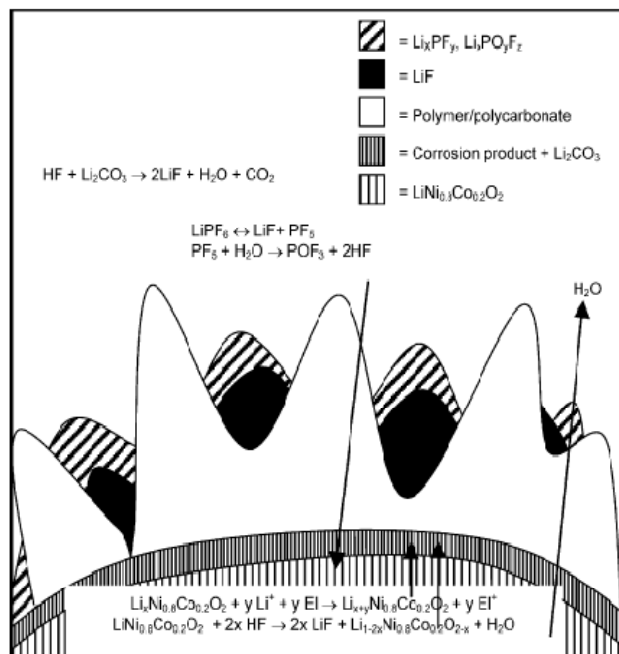 = LiXPFy, LixPOyFz
= LiF
= Polymer/polycarbonate
= Corrosion product + Li2CO3
= LiNi0.8Co0.2O2
HF + Li2CO3 → 2LiF + H2O + CO2
LiPF6 ↔ LiF+ PF5
PF5 + H2O → POF3 + 2HF
H2O
LixNi0.8Co0.2O2 + y Li+ + y El → Lix+yNi0.8Co0.2O2 + y El+
LiNi0.8Co0.2O2 + 2x HF → 2x LiF + Li1-2xNi0.8Co0.2O2-x + H2O